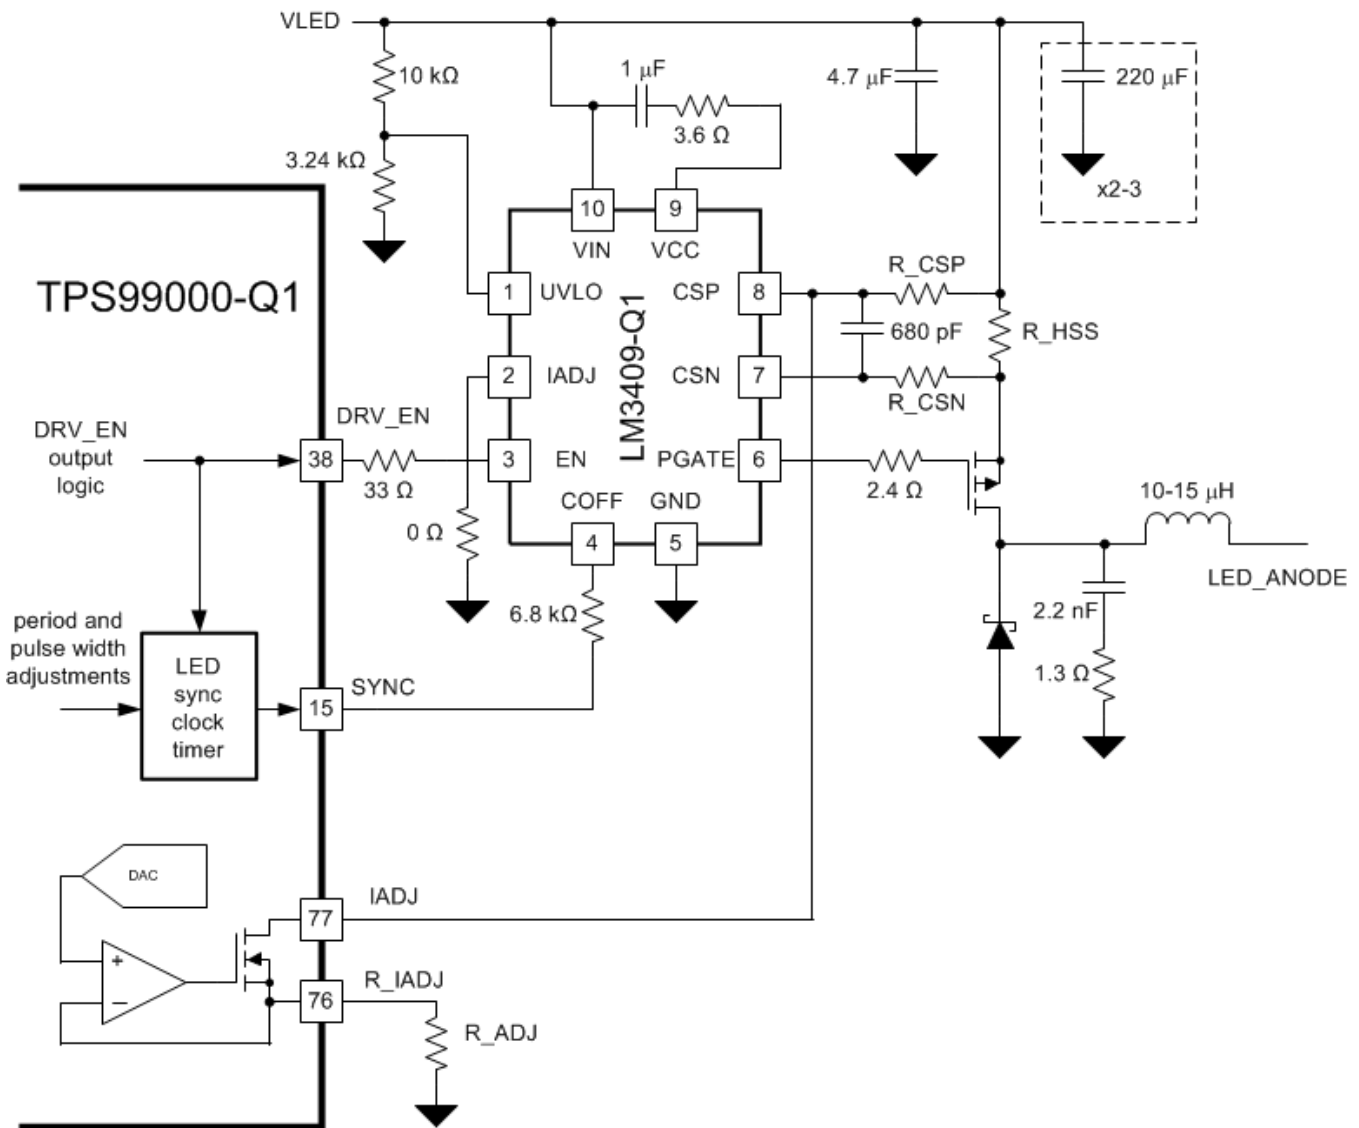 VLED
10 kΩ
1 μF
3.6 Ω
4.7 μF
220 μF
x2-3
3.24 kΩ
TPS99000-Q1
10
9
VIN
VCC
1
UVLO
CSP
8
R_CSP
680 pF
R_HSS
LM3409-Q1
2
IADJ
CSN
7
R_CSN
DRV_EN
output
logic
38
DRV_EN
33 Ω
3
EN
PGATE
6
2.4 Ω
0 Ω
COFF
GND
4
5
10-15 μH
LED_ANODE
6.8 kΩ
2.2 nF
1.3 Ω
period and
pulse width
adjustments
LED
sync
clock
timer
15
SYNC
DAC
77
IADJ
+
−
76
R_IADJ
R_ADJ